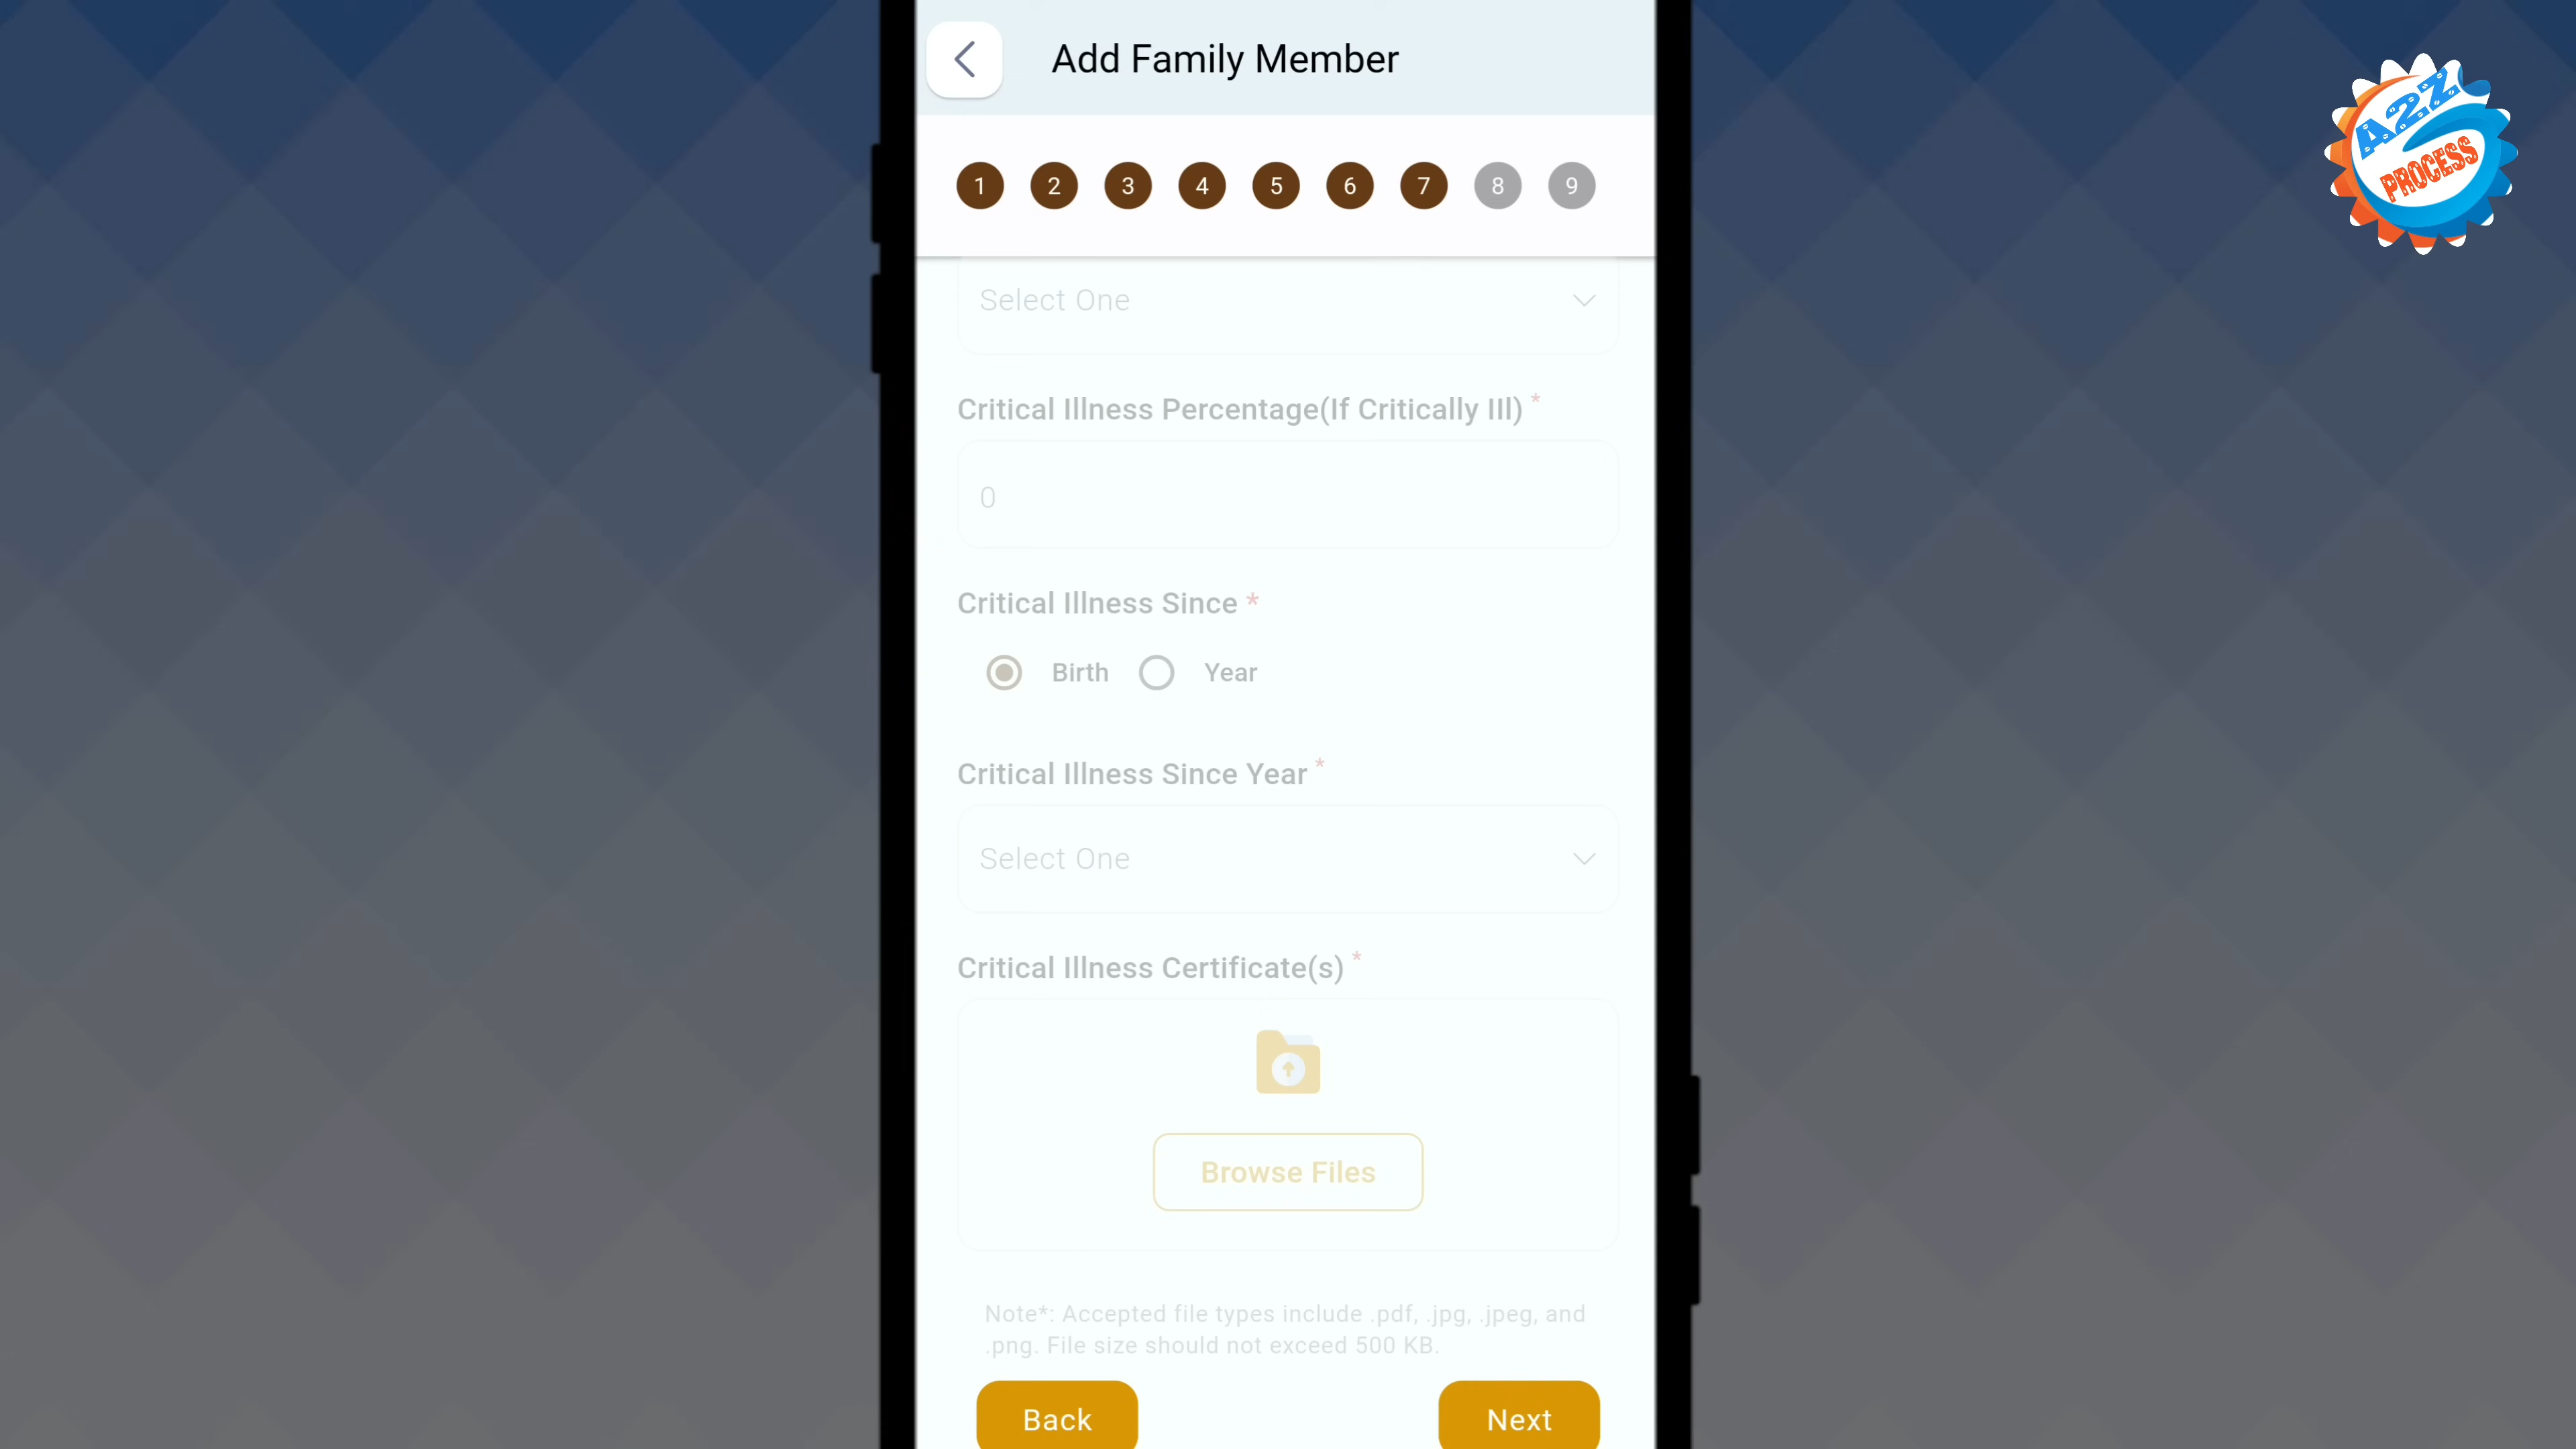 Add Family Member
A2Z
PROCESS
1 2 3 4 5 6 7 8 9
Select One
Critical Illness Percentage(If Critically Ill) *
0
Critical Illness Since *
Birth Year
Critical Illness Since Year *
Select One
Critical Illness Certificate(s) *
Browse Files
Note*: Accepted file types include .pdf, .jpg, .jpeg, and
.png. File size should not exceed 500 KB.
Back Next